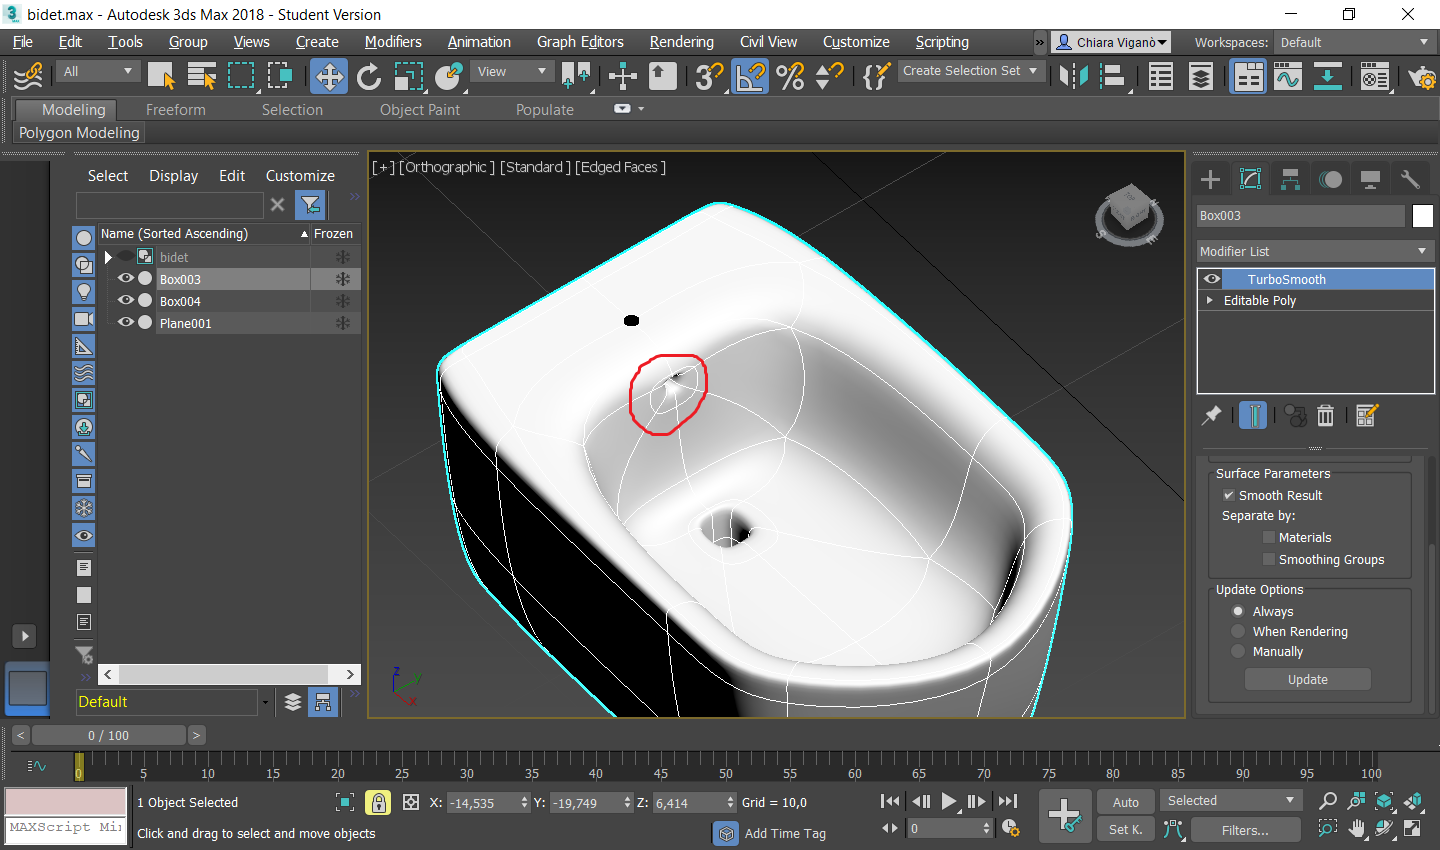 bidet.max - Autodesk 3ds Max 2018 - Student Version
File Edit Tools Group Views Create Modifiers Animation Graph Editors Rendering Civil View Customize Scripting » Chiara Viganò Workspaces: Default
All View 3 Create Selection Set
Modeling Freeform Selection Object Paint Populate
Polygon Modeling
Select Display Edit Customize
Name (Sorted Ascending) Frozen
bidet
Box003
Box004
Plane001
Default
[+] [Orthographic ] [Standard ] [Edged Faces ]
S E
Z Y X
Box003
Modifier List
TurboSmooth
Editable Poly
Surface Parameters
Smooth Result
Separate by:
Materials
Smoothing Groups
Update Options
Always
When Rendering
Manually
Update
< 0 / 100 >
0 5 10 15 20 25 30 35 40 45 50 55 60 65 70 75 80 85 90 95 100
1 Object Selected X: -14,535 Y: -19,749 Z: 6,414 Grid = 10,0
Auto Selected
MAXScript Mi
Click and drag to select and move objects
Add Time Tag
0
Set K. Filters...